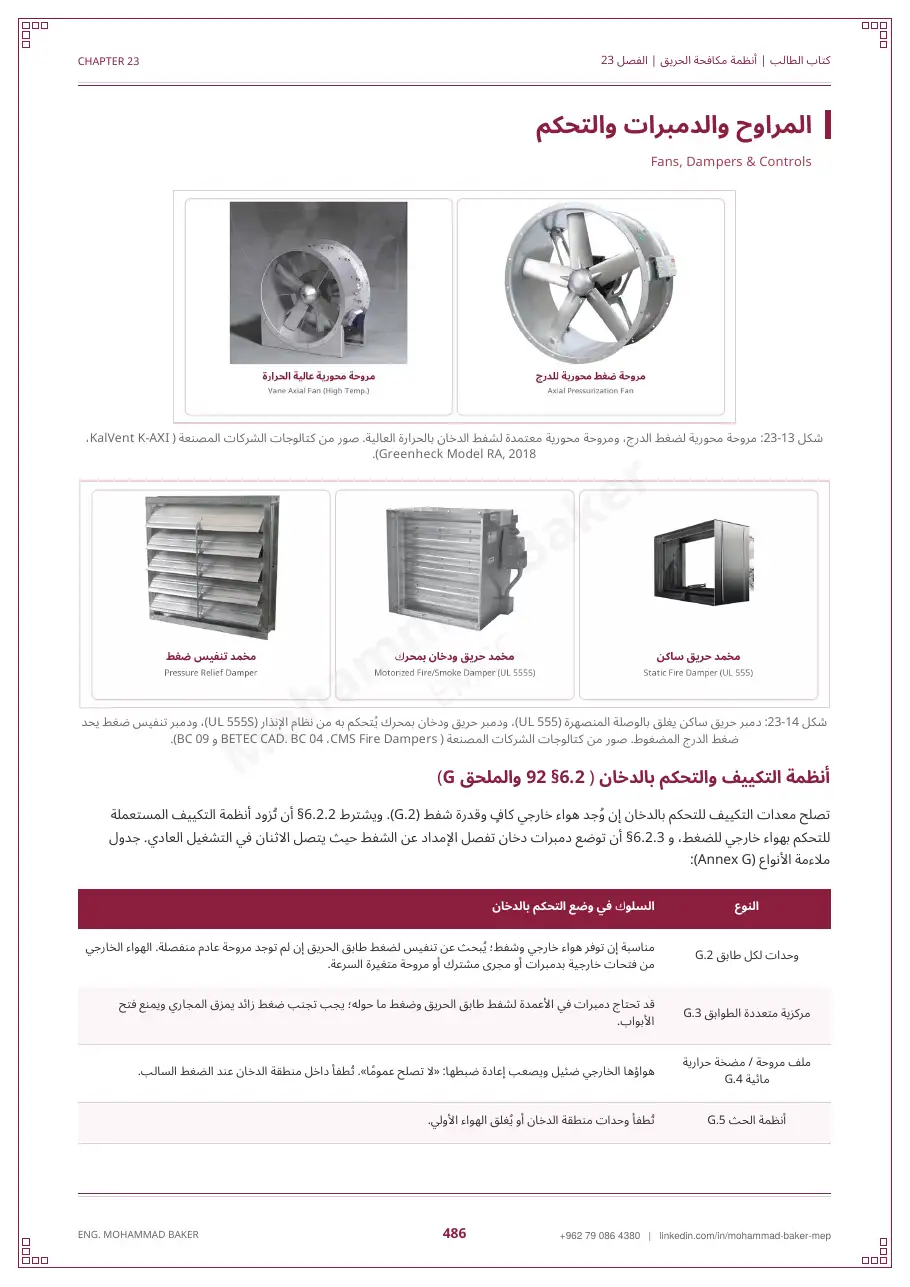 كتاب الطالب | أنظمة مكافحة الحريق | الفصل 23
CHAPTER 23
المراوح والدمبرات والتحكم
Fans, Dampers & Controls
مروحة ضغط محورية للدرج
Axial Pressurization Fan
مروحة محورية عالية الحرارة
Vane Axial Fan (High Temp.)
شكل 13-23: مروحة محورية لضغط الدرج، ومروحة محورية معتمدة لشفط الدخان بالحرارة العالية. صور من كتالوجات الشركات المصنعة (KalVent K-AXI،
Greenheck Model RA, 2018).
مخمد حريق ساكن
Static Fire Damper (UL 555)
مخمد حريق ودخان بمحرك
Motorized Fire/Smoke Damper (UL 555S)
مخمد تنفيس ضغط
Pressure Relief Damper
شكل 14-23: دمبر حريق ساكن يغلق بالوصلة المنصهرة (UL 555)، ودمبر حريق ودخان بمحرك يُتحكم به من نظام الإنذار (UL 555S)، ودمبر تنفيس ضغط يحد
ضغط الدرج المضغوط. صور من كتالوجات الشركات المصنعة (CMS Fire Dampers، BETEC CAD. BC 04 و BC 09).
أنظمة التكييف والتحكم بالدخان ( §6.2 92 والملحق G)
تصلح معدات التكييف للتحكم بالدخان إن وُجد هواء خارجي كافٍ وقدرة شفط (G.2). ويشترط §6.2.2 أن تُزود أنظمة التكييف المستعملة
للتحكم بهواء خارجي للضغط، و §6.2.3 أن توضع دمبرات دخان تفصل الإمداد عن الشفط حيث يتصل الاثنان في التشغيل العادي. جدول
ملاءمة الأنواع (Annex G):
النوع
السلوك في وضع التحكم بالدخان
وحدات لكل طابق G.2
مناسبة إن توفر هواء خارجي وشفط؛ يُبحث عن تنفيس لضغط طابق الحريق إن لم توجد مروحة عادم منفصلة. الهواء الخارجي
من فتحات خارجية بدمبرات أو مجرى مشترك أو مروحة متغيرة السرعة.
مركزية متعددة الطوابق G.3
قد تحتاج دمبرات في الأعمدة لشفط طابق الحريق وضغط ما حوله؛ يجب تجنب ضغط زائد يمزق المجاري ويمنع فتح
الأبواب.
ملف مروحة / مضخة حرارية
مائية G.4
هواؤها الخارجي ضئيل ويصعب إعادة ضبطها: «لا تصلح عمومًا». تُطفأ داخل منطقة الدخان عند الضغط السالب.
أنظمة الحث G.5
تُطفأ وحدات منطقة الدخان أو يُغلق الهواء الأولي.
ENG. MOHAMMAD BAKER
486
+962 79 086 4380 | linkedin.com/in/mohammad-baker-mep